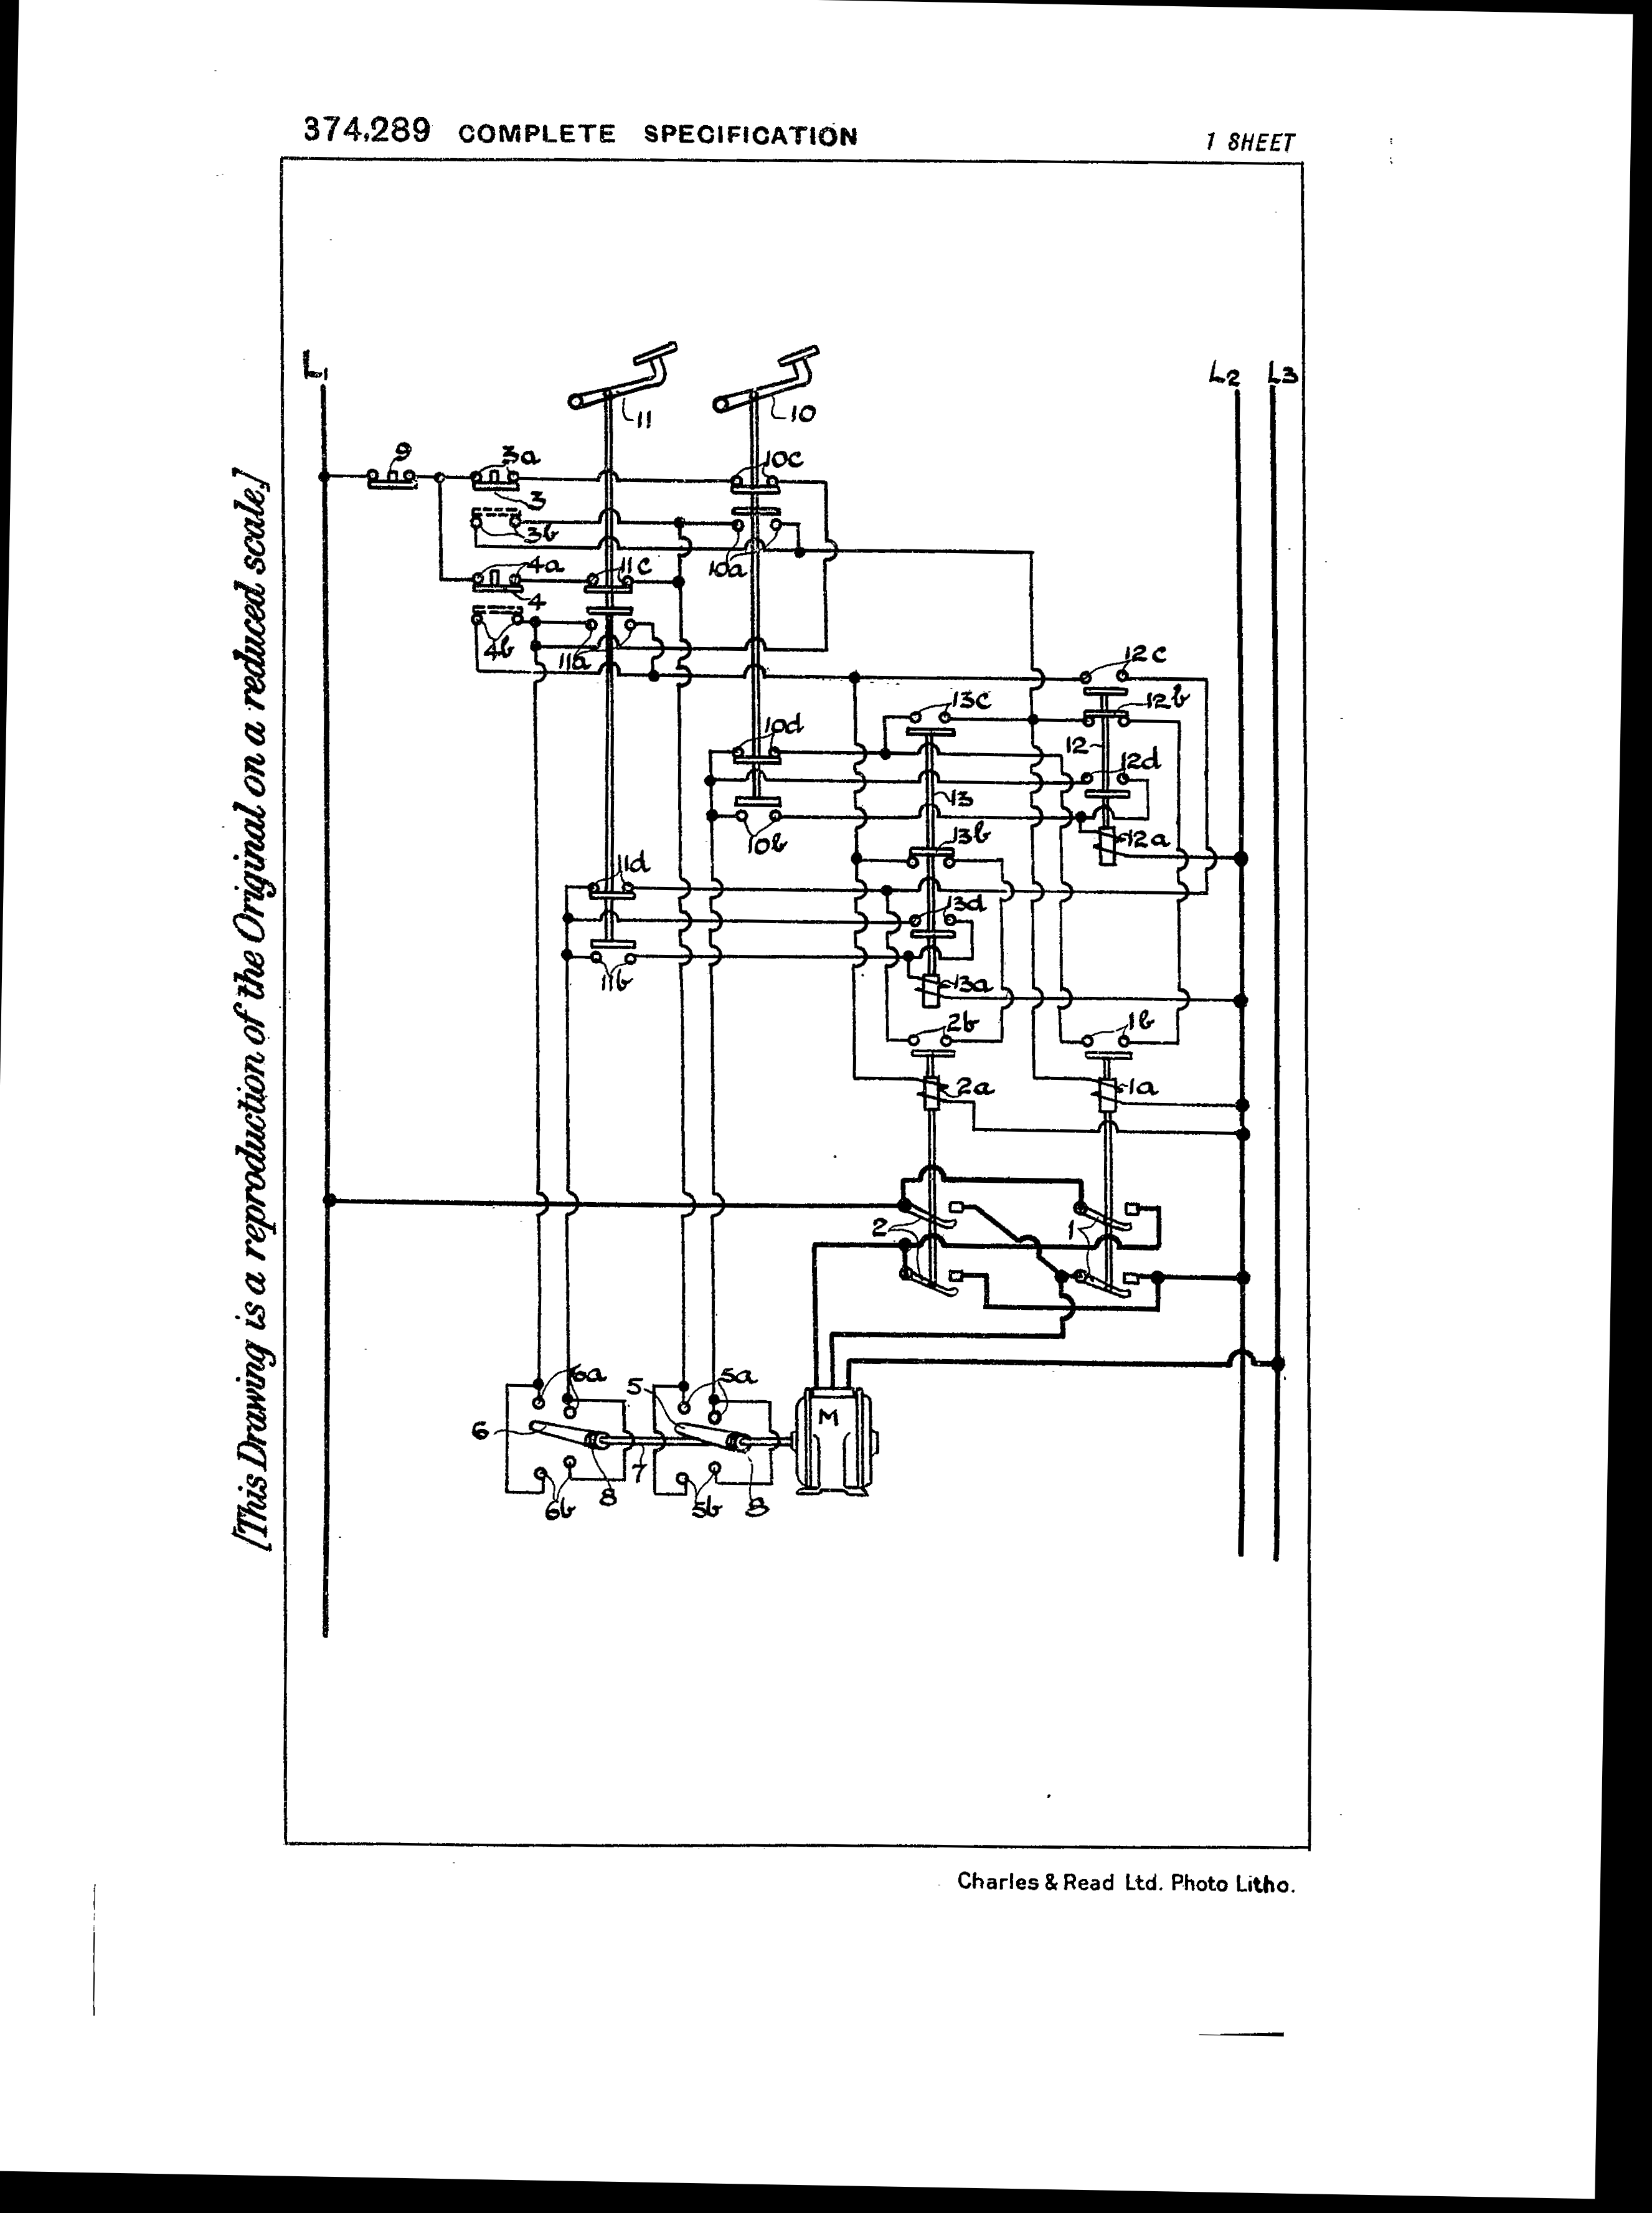 374,289 COMPLETE SPECIFICATION
1 SHEET
[This Drawing is a reproduction of the Original on a reduced scale.]
L1
L2
L3
11
10
9
3a
10c
3
3b
10a
4a
11c
4
4b
11a
12c
13c
12b
10d
12
12d
13
10b
13b
12a
11d
13d
11b
13a
2b
1b
2a
1a
2
1
6a
5
5a
M
6
7
8
6b
5b
8
Charles & Read Ltd. Photo Litho.